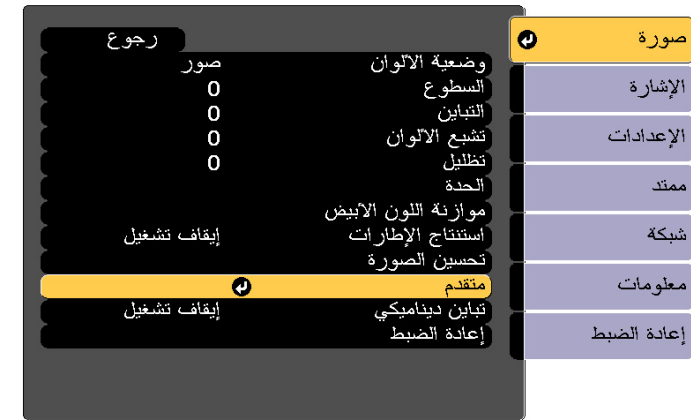 صورة
الإشارة
الإعدادات
ممتد
شبكة
معلومات
إعادة الضبط
رجوع
وضعية الألوان صور
السطوع 0
التباين 0
تشبع الألوان 0
تظليل 0
الحدة
موازنة اللون الأبيض
استنتاج الإطارات إيقاف تشغيل
تحسين الصورة
متقدم
تباين ديناميكي إيقاف تشغيل
إعادة الضبط